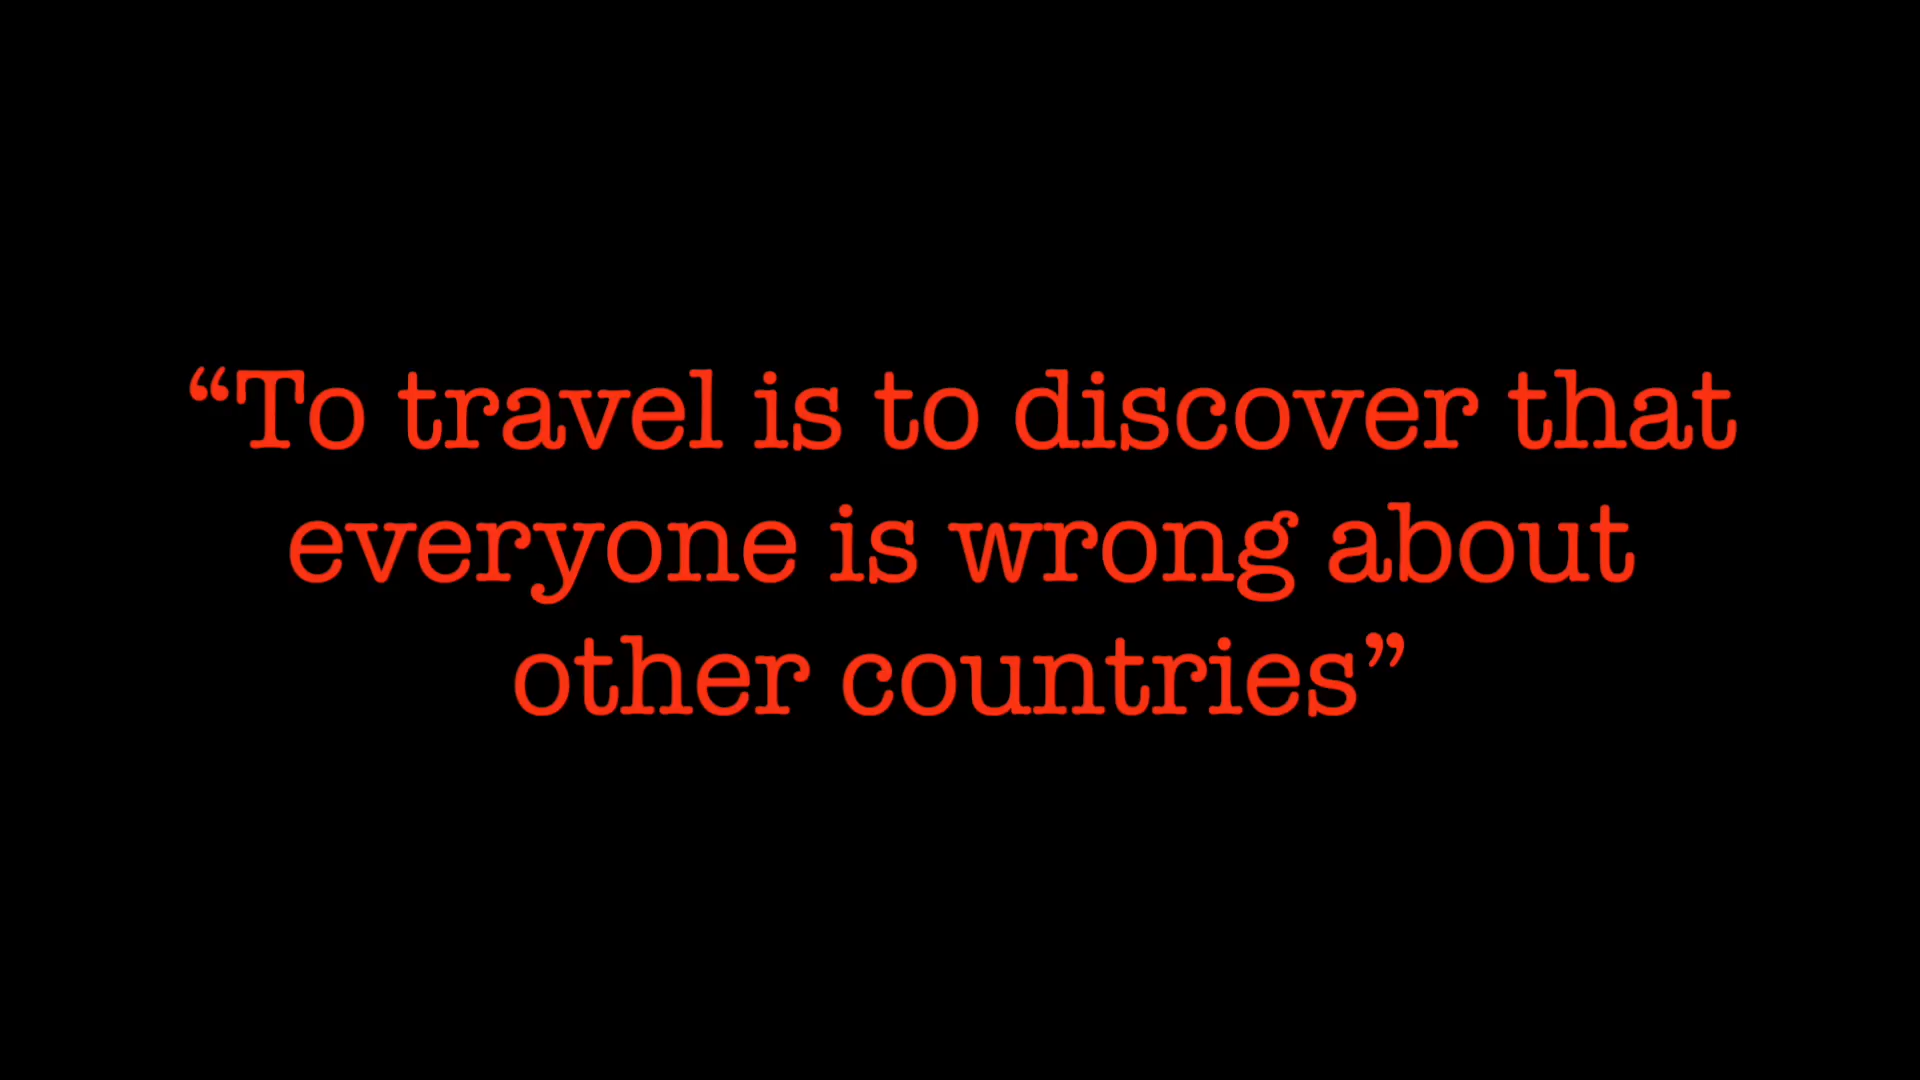 “To travel is to discover that
everyone is wrong about
other countries”